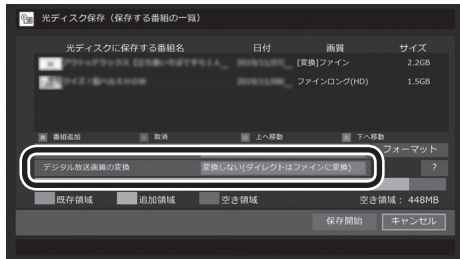 光ディスク保存（保存する番組の一覧）
光ディスクに保存する番組名 日付 画質 サイズ
[変換]ファイン 2.2GB
ファインロング(HD) 1.5GB
番組追加 取消 上へ移動 下へ移動
フォーマット
デジタル放送画質の変換 変換しない(ダイレクトはファインに変換) ?
既存領域 追加領域 空き領域 空き領域： 448MB
保存開始 キャンセル